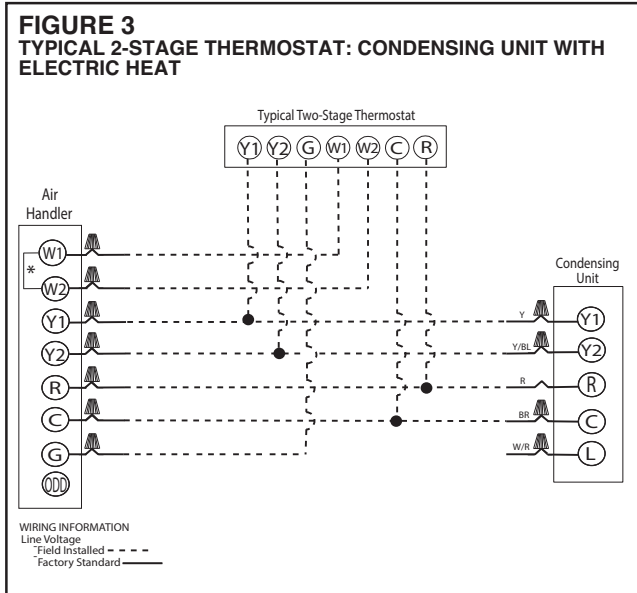 FIGURE 3
TYPICAL 2-STAGE THERMOSTAT: CONDENSING UNIT WITH
ELECTRIC HEAT
Typical Two-Stage Thermostat
Y1 Y2 G W1 W2 C R
Air
Handler
W1
*
W2
Y1
Y2
R
C
G
ODD
Condensing
Unit
Y Y1
Y/BL Y2
R R
BR C
W/R L
WIRING INFORMATION
Line Voltage
-Field Installed
-Factory Standard